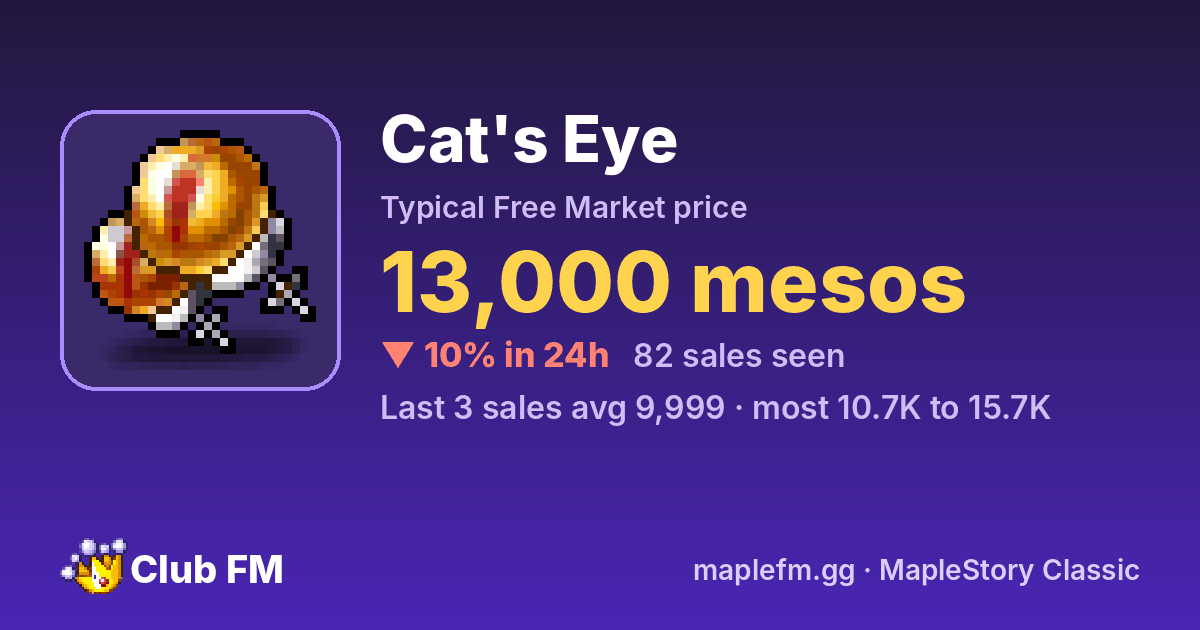 Cat's Eye
Typical Free Market price
13,000 mesos
▼ 10% in 24h 82 sales seen
Last 3 sales avg 9,999 · most 10.7K to 15.7K
Club FM
maplefm.gg · MapleStory Classic